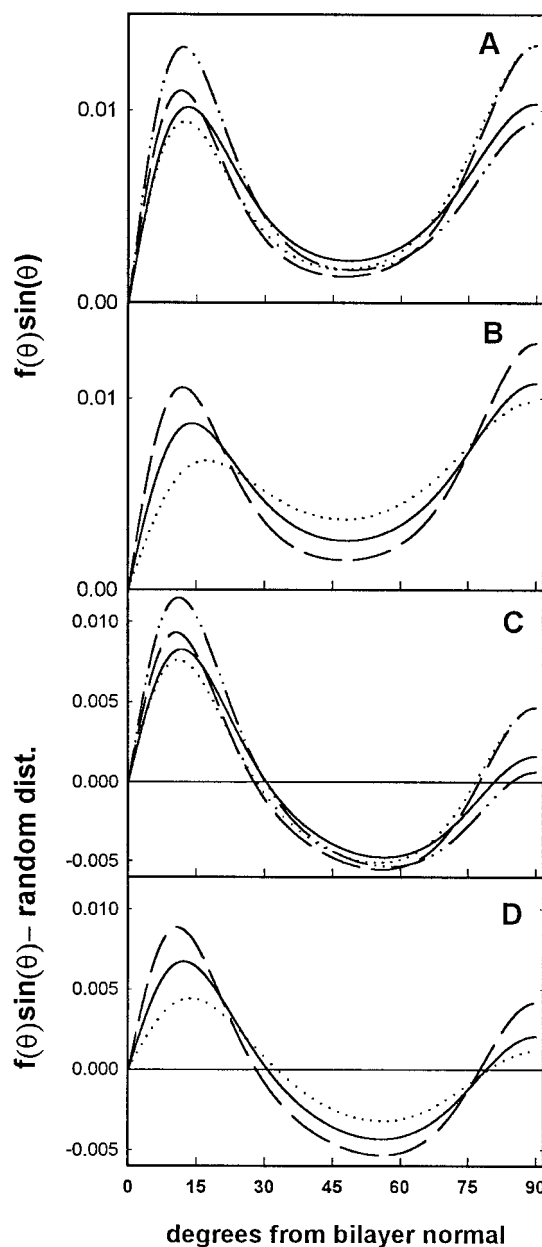 A
0.01
0.00
f(θ)sin(θ)
B
0.01
0.00
C
0.010
0.005
0.000
-0.005
f(θ)sin(θ)– random dist.
D
0.010
0.005
0.000
-0.005
0 15 30 45 60 75 90
degrees from bilayer normal